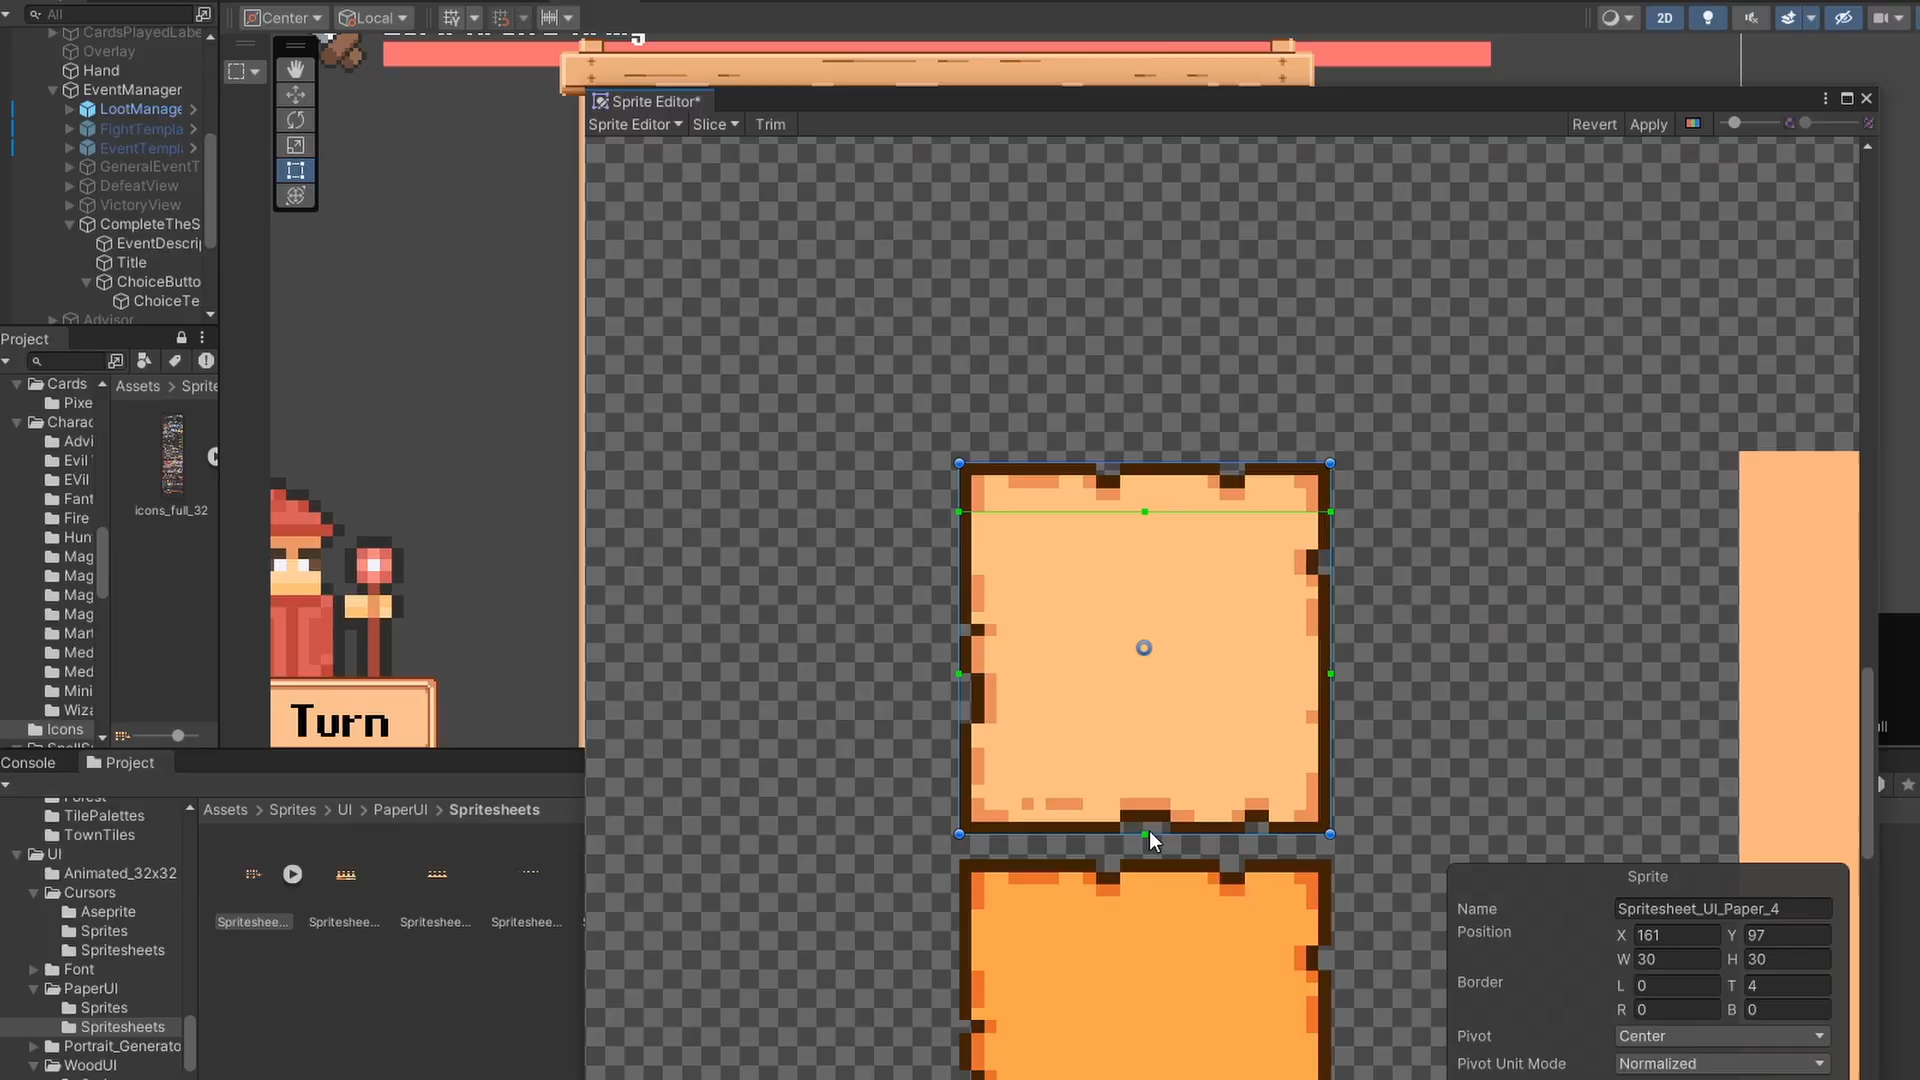 All
Center
Local
2D
CardsPlayedLabe
Overlay
Hand
EventManager
LootManage
FightTempla
EventTempl
GeneralEventT
DefeatView
VictoryView
CompleteTheS
EventDescri
Title
ChoiceButto
ChoiceTe
Advisor
Project
Cards
Pixe
Charac
Advi
Evil
EVil
Fant
Fire
Hun
Mag
Mag
Mag
Mag
Mart
Med
Med
Mini
Wiza
Icons
Assets > Sprite
icons_full_32
Turn
Sprite Editor*
Sprite Editor
Slice
Trim
Revert
Apply
Console
Project
Forest
TilePalettes
TownTiles
UI
Animated_32x32
Cursors
Aseprite
Sprites
Spritesheets
Font
PaperUI
Sprites
Spritesheets
Portrait_Generato
WoodUI
Assets > Sprites > UI > PaperUI > Spritesheets
Spriteshee...
Spriteshee...
Spriteshee...
Spriteshee...
Sprite
Name Spritesheet_UI_Paper_4
Position X 161 Y 97
W 30 H 30
Border L 0 T 4
R 0 B 0
Pivot Center
Pivot Unit Mode Normalized